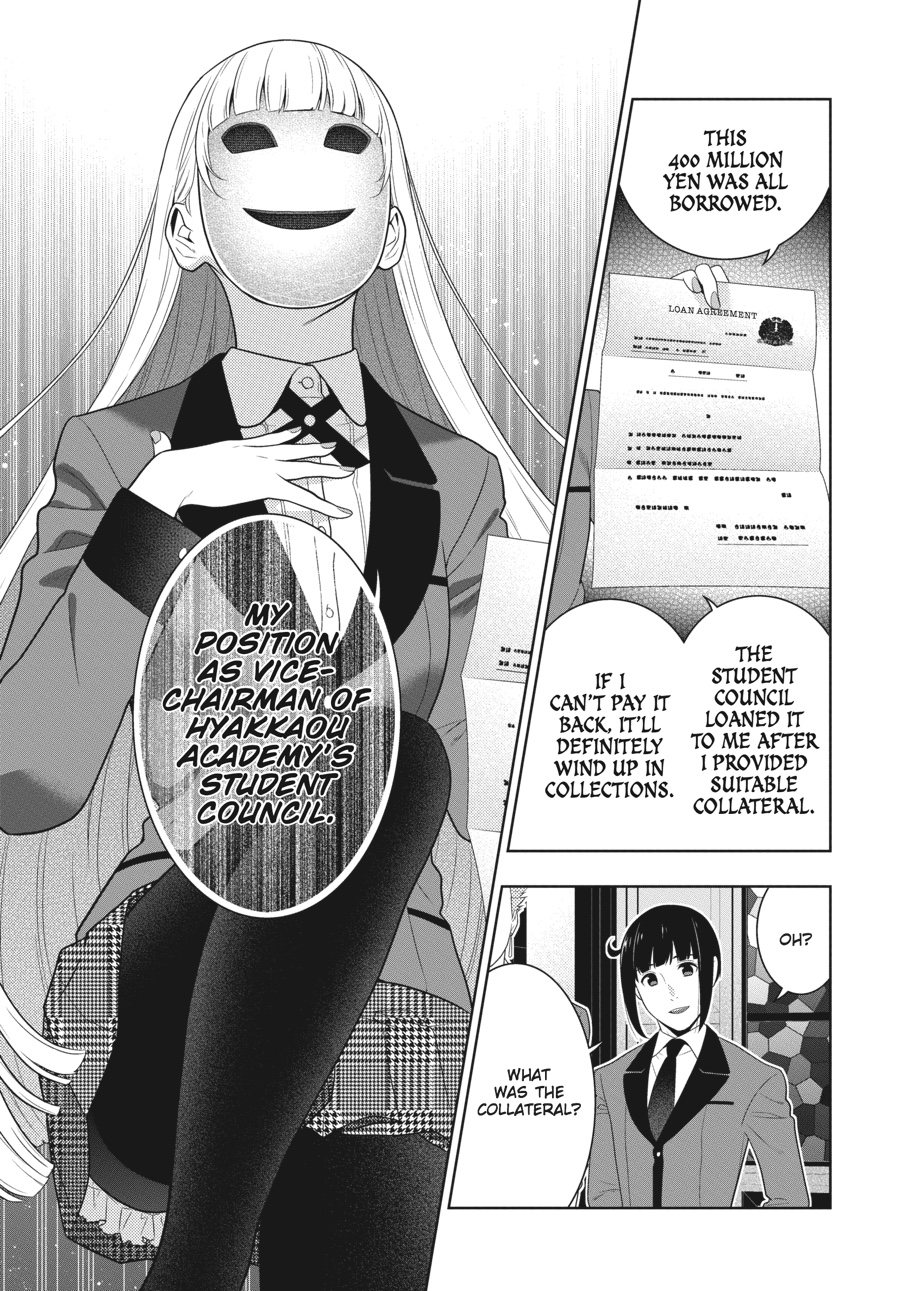 THIS
400 MILLION
YEN WAS ALL
BORROWED.
LOAN AGREEMENT
THE
STUDENT
COUNCIL
LOANED IT
TO ME AFTER
I PROVIDED
SUITABLE
COLLATERAL.
IF I
CAN'T PAY IT
BACK, IT'LL
DEFINITELY
WIND UP IN
COLLECTIONS.
OH?
WHAT
WAS THE
COLLATERAL?
MY
POSITION
AS VICE-
CHAIRMAN OF
HYAKKAOU
ACADEMY'S
STUDENT
COUNCIL.